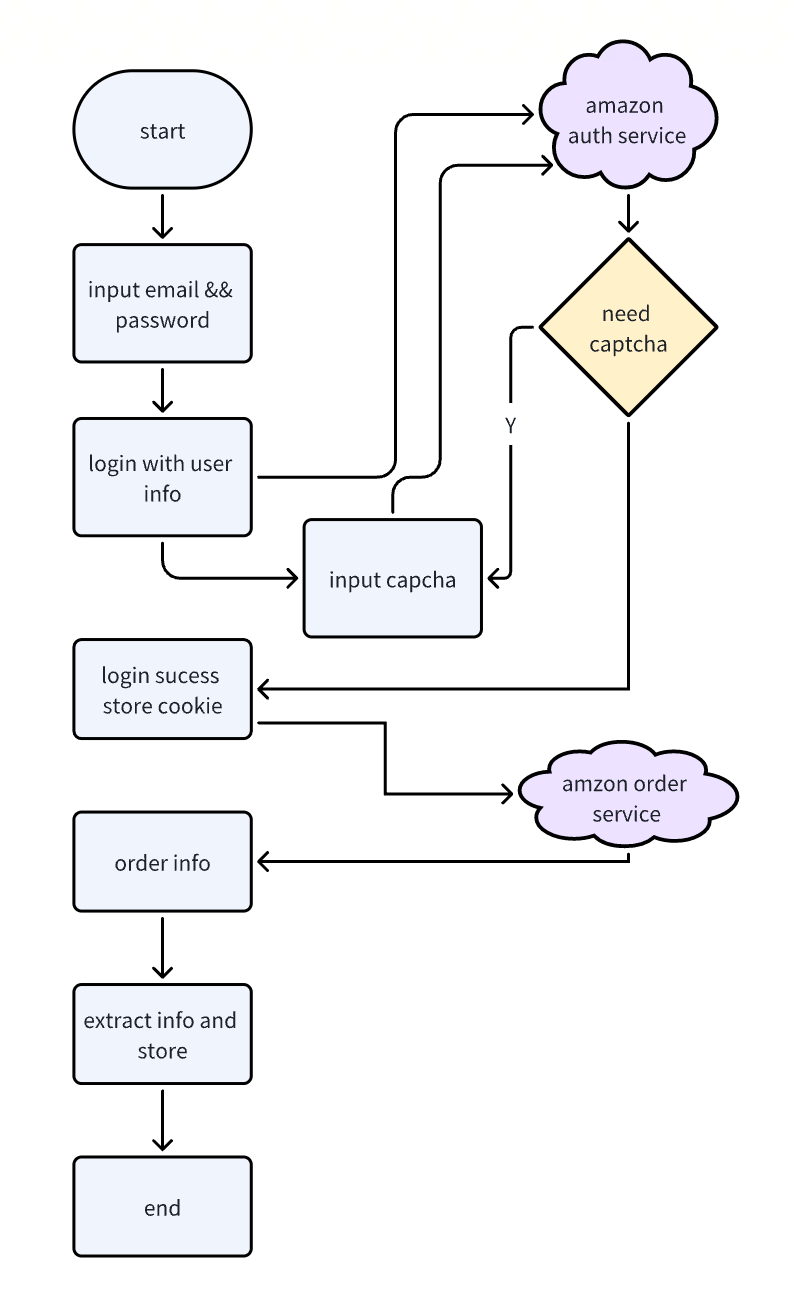 start
amazon
auth service
input email &&
password
need
captcha
Y
login with user
info
input capcha
login sucess
store cookie
amzon order
service
order info
extract info and
store
end